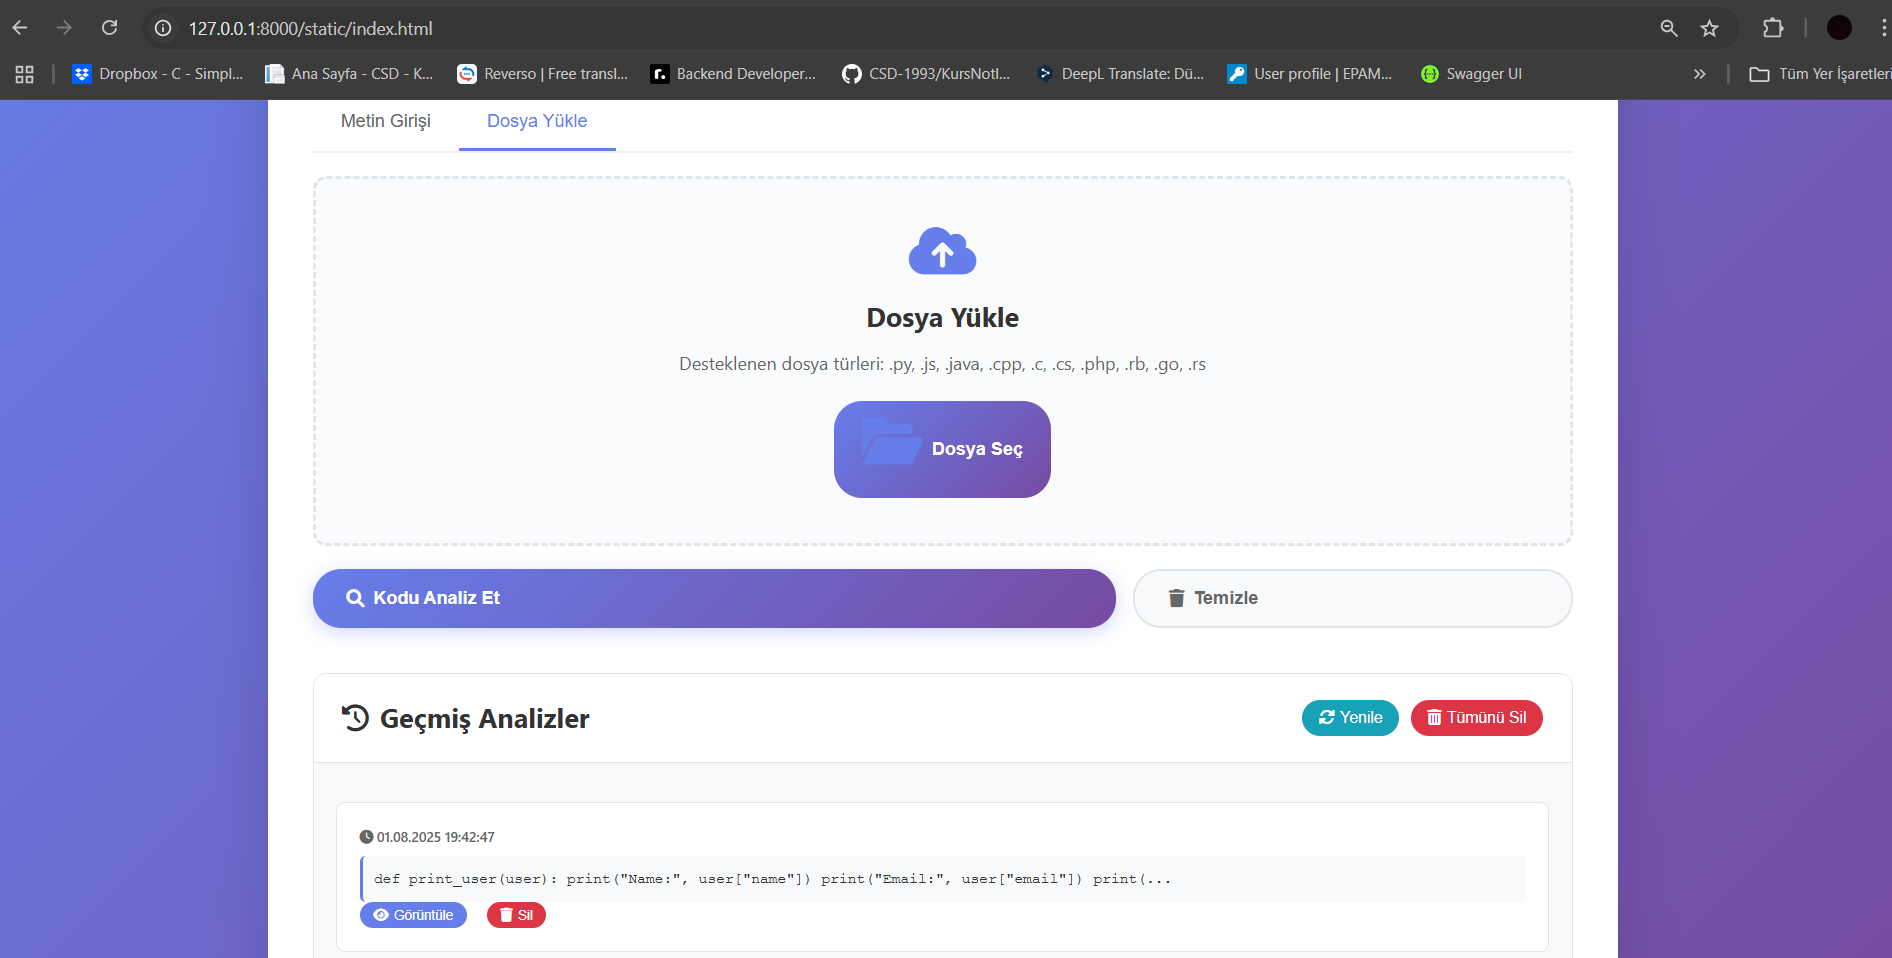 127.0.0.1:8000/static/index.html
Dropbox - C - Simpl... Ana Sayfa - CSD - K... Reverso | Free transl... Backend Developer... CSD-1993/KursNotl... DeepL Translate: Dü... User profile | EPAM... Swagger UI » Tüm Yer İşaretleri
Metin Girişi Dosya Yükle
Dosya Yükle
Desteklenen dosya türleri: .py, .js, .java, .cpp, .c, .cs, .php, .rb, .go, .rs
Dosya Seç
Kodu Analiz Et Temizle
Geçmiş Analizler Yenile Tümünü Sil
01.08.2025 19:42:47
def print_user(user): print("Name:", user["name"]) print("Email:", user["email"]) print(...
Görüntüle Sil